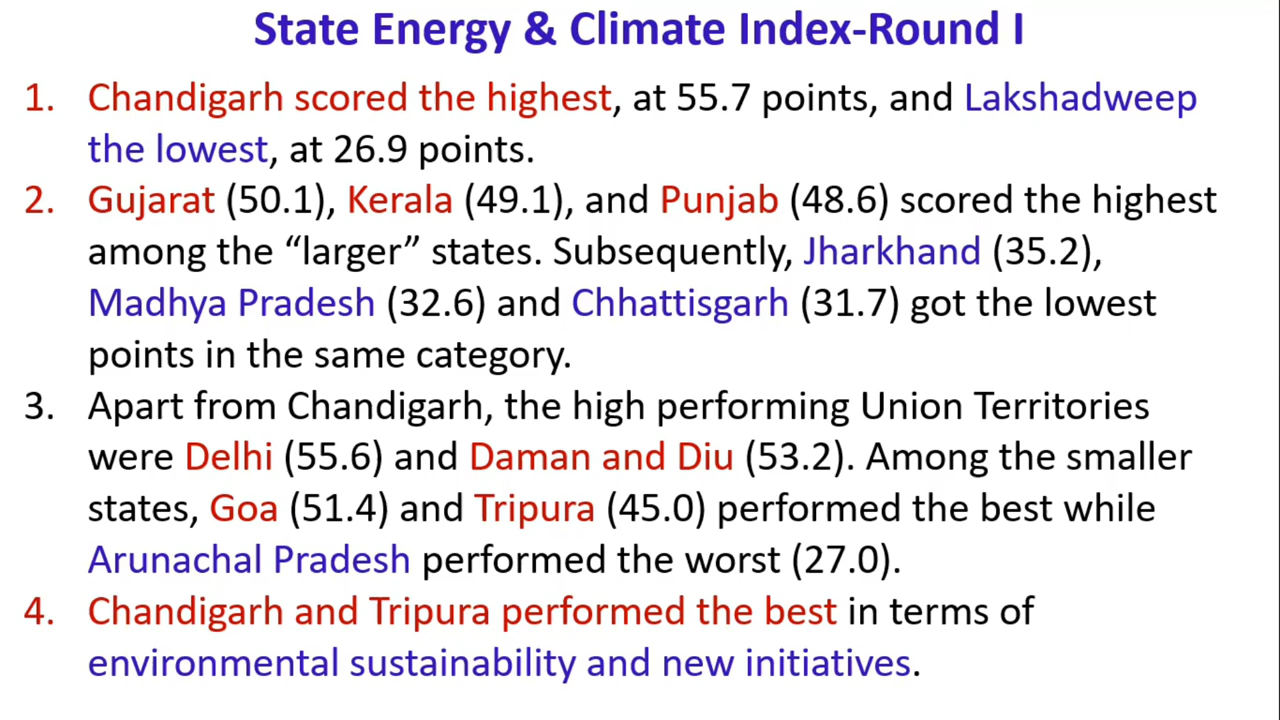 State Energy & Climate Index-Round I
1. Chandigarh scored the highest, at 55.7 points, and Lakshadweep
the lowest, at 26.9 points.
2. Gujarat (50.1), Kerala (49.1), and Punjab (48.6) scored the highest
among the “larger” states. Subsequently, Jharkhand (35.2),
Madhya Pradesh (32.6) and Chhattisgarh (31.7) got the lowest
points in the same category.
3. Apart from Chandigarh, the high performing Union Territories
were Delhi (55.6) and Daman and Diu (53.2). Among the smaller
states, Goa (51.4) and Tripura (45.0) performed the best while
Arunachal Pradesh performed the worst (27.0).
4. Chandigarh and Tripura performed the best in terms of
environmental sustainability and new initiatives.